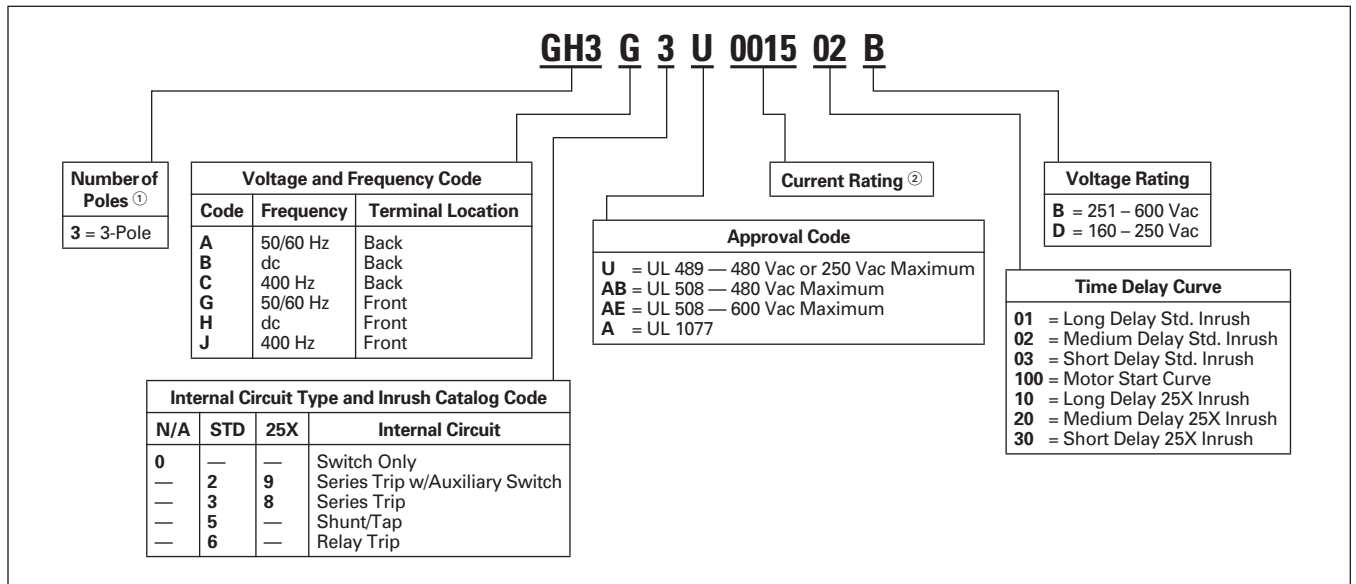 GH3 G 3 U 0015 02 B
Number of
Poles ①
3 = 3-Pole
Voltage and Frequency Code
Code Frequency Terminal Location
A 50/60 Hz Back
B dc Back
C 400 Hz Back
G 50/60 Hz Front
H dc Front
J 400 Hz Front
Internal Circuit Type and Inrush Catalog Code
N/A STD 25X Internal Circuit
0 — — Switch Only
— 2 9 Series Trip w/Auxiliary Switch
— 3 8 Series Trip
— 5 — Shunt/Tap
— 6 — Relay Trip
Approval Code
U = UL 489 — 480 Vac or 250 Vac Maximum
AB = UL 508 — 480 Vac Maximum
AE = UL 508 — 600 Vac Maximum
A = UL 1077
Current Rating ②
Time Delay Curve
01 = Long Delay Std. Inrush
02 = Medium Delay Std. Inrush
03 = Short Delay Std. Inrush
100 = Motor Start Curve
10 = Long Delay 25X Inrush
20 = Medium Delay 25X Inrush
30 = Short Delay 25X Inrush
Voltage Rating
B = 251 – 600 Vac
D = 160 – 250 Vac